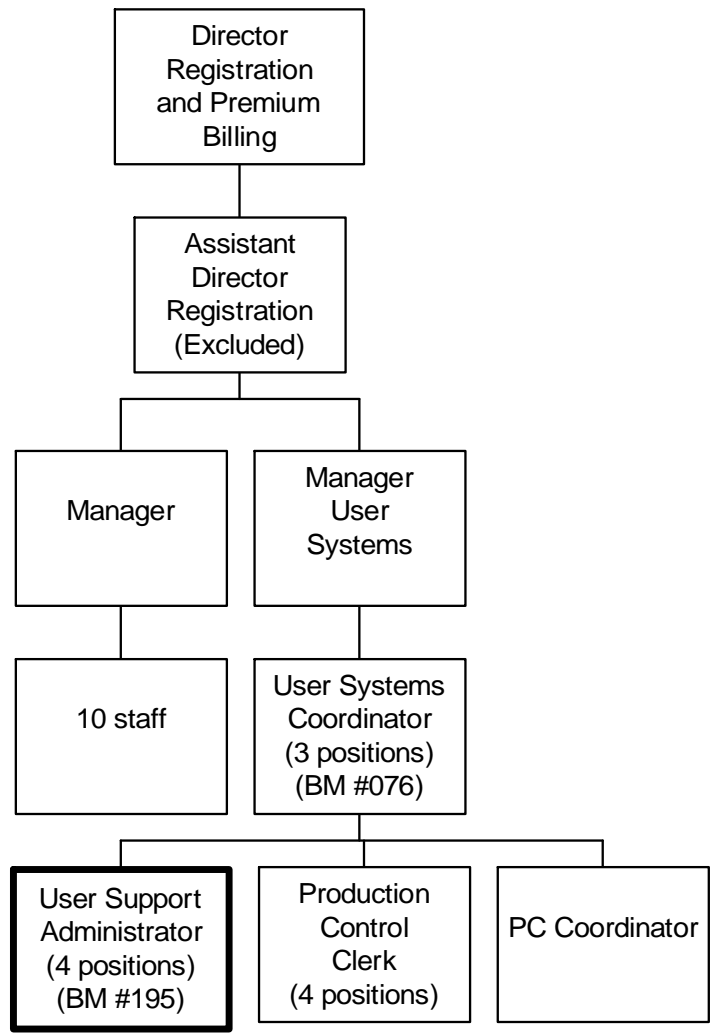 Director
Registration
and Premium
Billing
Assistant
Director
Registration
(Excluded)
Manager
Manager
User
Systems
10 staff
User Systems
Coordinator
(3 positions)
(BM #076)
User Support
Administrator
(4 positions)
(BM #195)
Production
Control
Clerk
(4 positions)
PC Coordinator